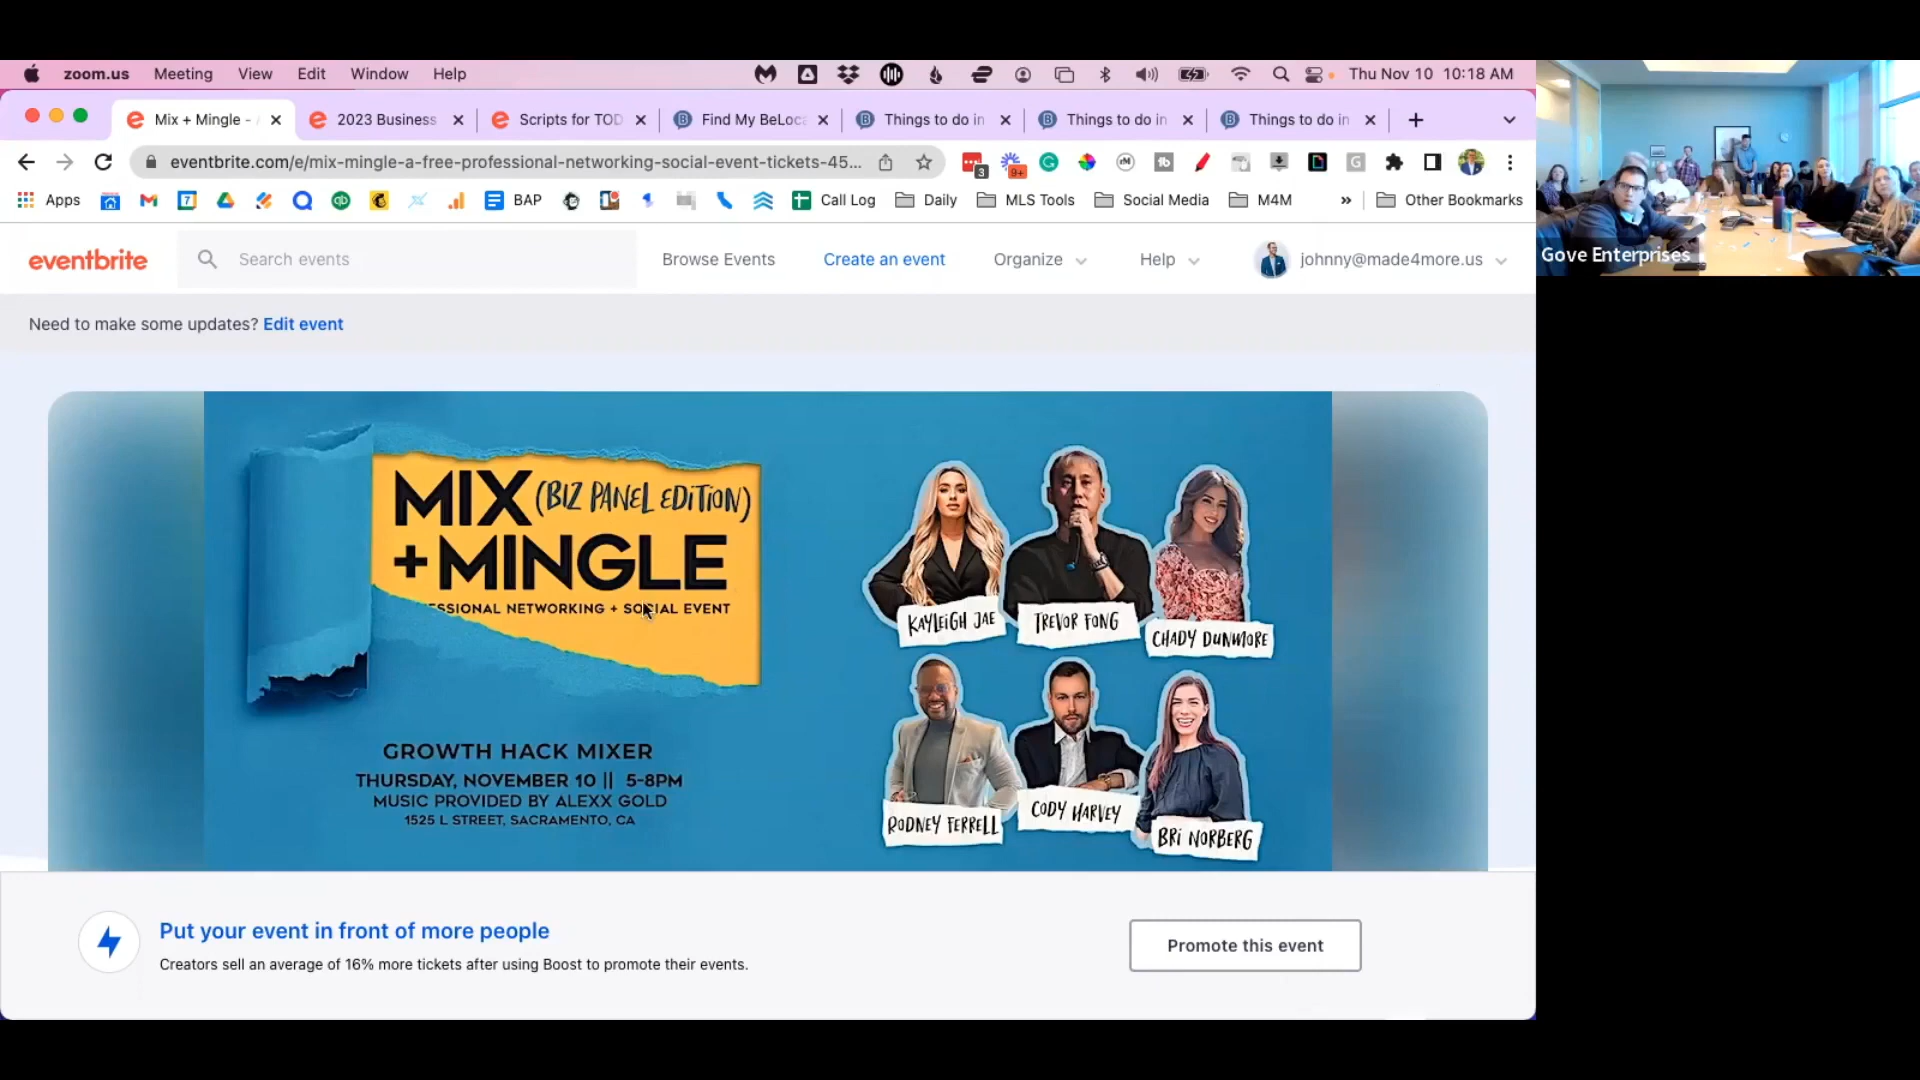 zoom.us Meeting View Edit Window Help Thu Nov 10 10:18 AM
Mix + Mingle - 2023 Business Scripts for TOD Find My BeLoca Things to do in Things to do in Things to do in
eventbrite.com/e/mix-mingle-a-free-professional-networking-social-event-tickets-45... 3 9+
Apps BAP Call Log Daily MLS Tools Social Media M4M » Other Bookmarks
eventbrite Search events Browse Events Create an event Organize Help johnny@made4more.us
Gove Enterprises
Need to make some updates? Edit event
MIX (BIZ PANEL EDITION)
+MINGLE
SSIONAL NETWORKING + SOCIAL EVENT
GROWTH HACK MIXER
THURSDAY, NOVEMBER 10 || 5-8PM
MUSIC PROVIDED BY ALEXX GOLD
1525 L STREET, SACRAMENTO, CA
KAYLEIGH JAE
TREVOR FONG
CHADY DUNMORE
RODNEY FERRELL
CODY HARVEY
BRI NORBERG
Put your event in front of more people
Creators sell an average of 16% more tickets after using Boost to promote their events.
Promote this event